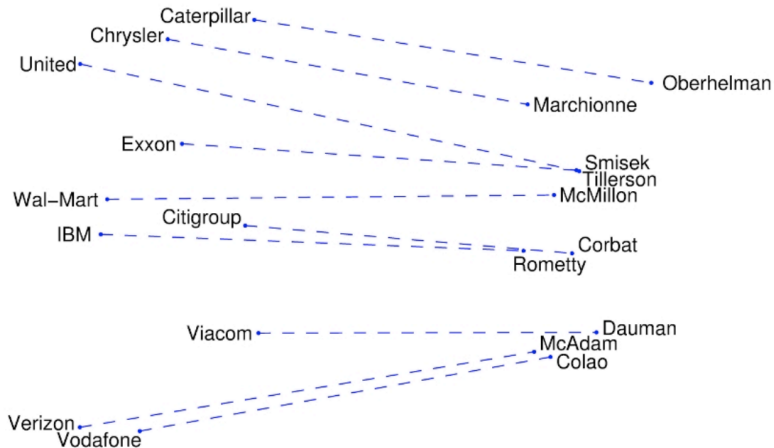 Caterpillar
Chrysler
United
Oberhelman
Marchionne
Exxon
Smisek
Tillerson
Wal-Mart
McMillon
Citigroup
IBM
Corbat
Rometty
Viacom
Dauman
McAdam
Colao
Verizon
Vodafone